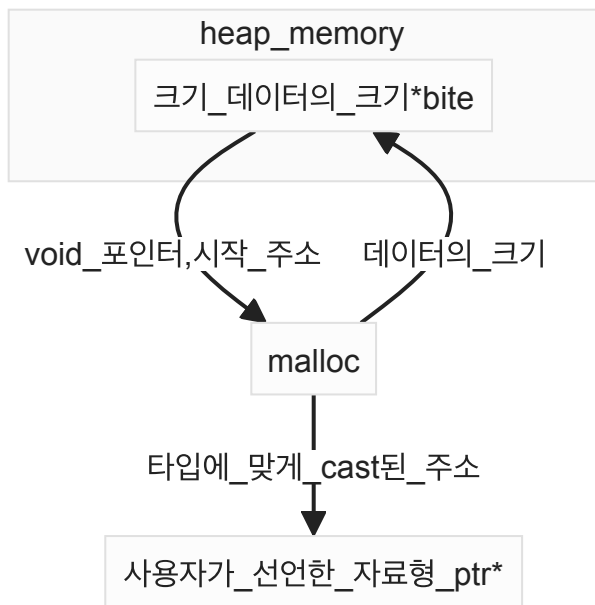 heap_memory
크기_데이터의_크기*bite
void_포인터,시작_주소
데이터의_크기
malloc
타입에_맞게_cast된_주소
사용자가_선언한_자료형_ptr*